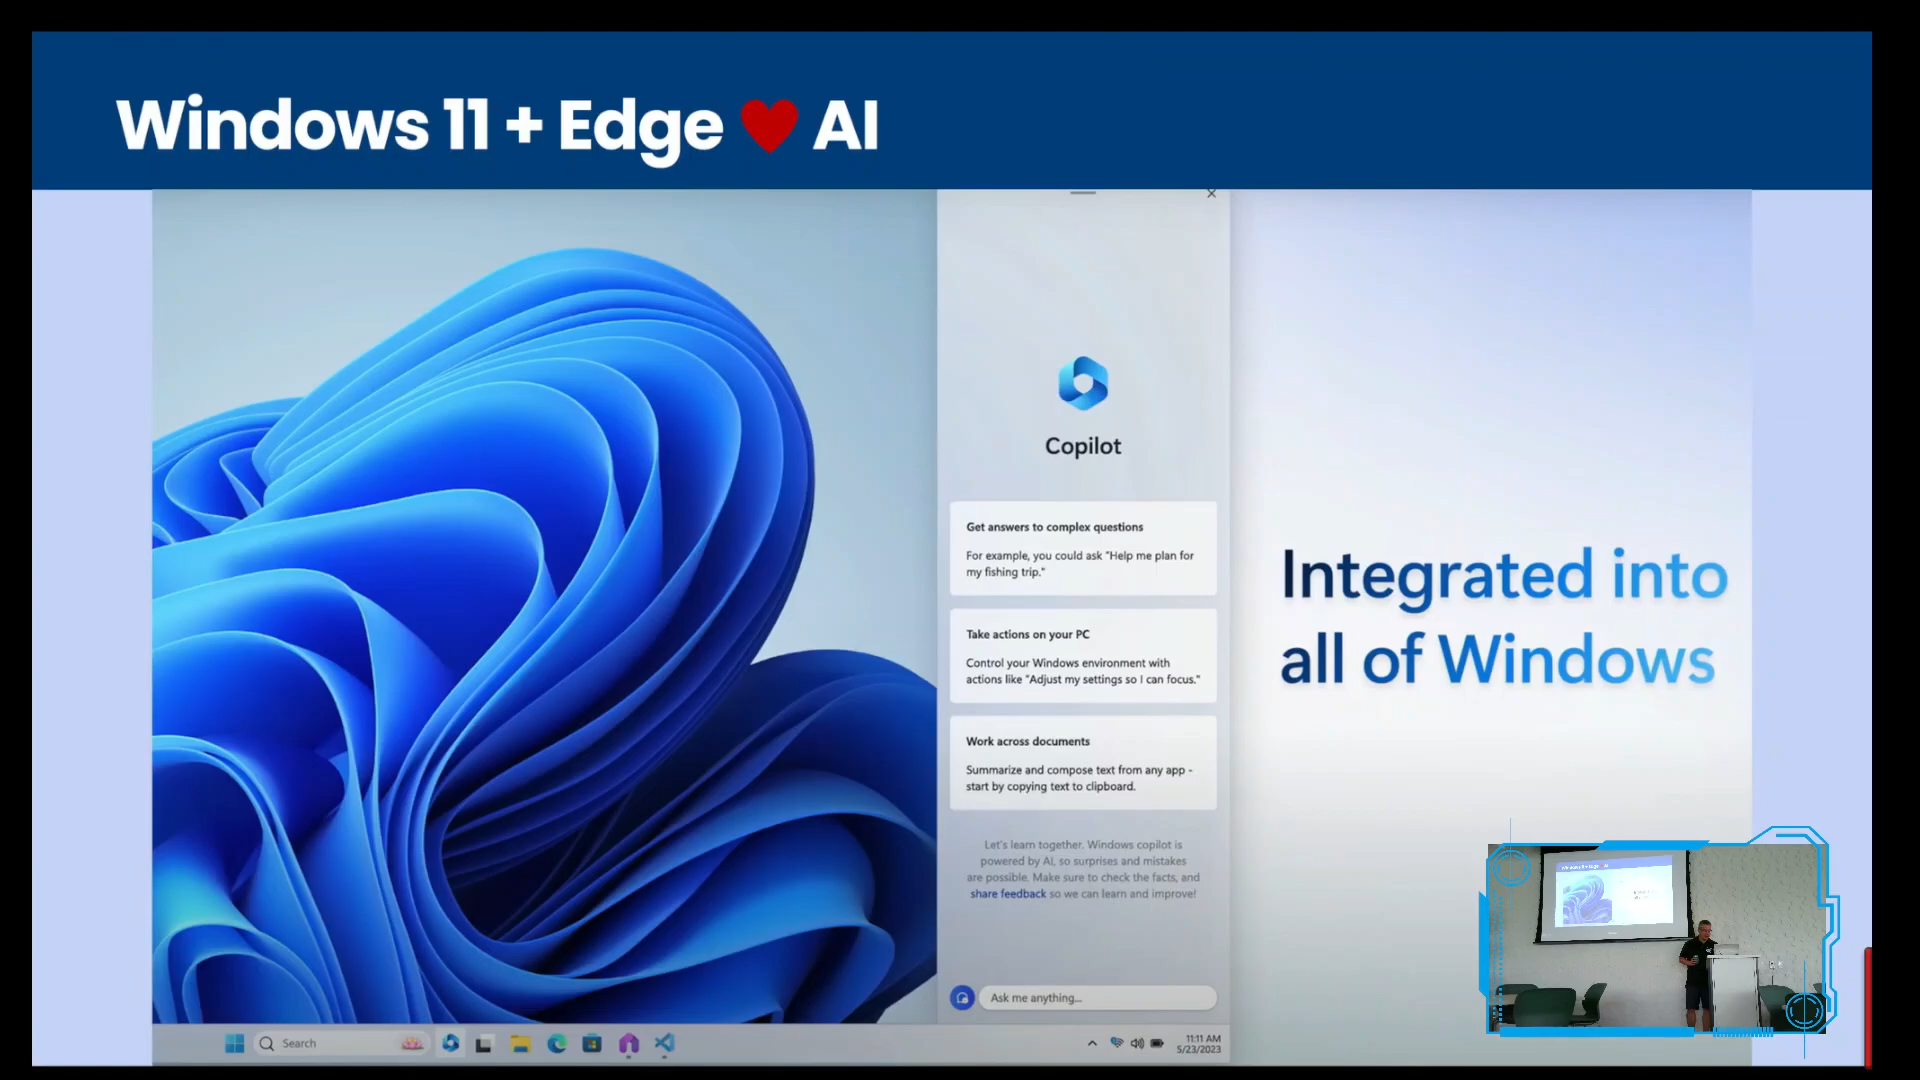 Windows 11 + Edge ❤ AI
Copilot
Get answers to complex questions
For example, you could ask "Help me plan for
my fishing trip."
Take actions on your PC
Control your Windows environment with
actions like "Adjust my settings so I can focus."
Work across documents
Summarize and compose text from any app -
start by copying text to clipboard.
Let's learn together. Windows copilot is
powered by AI, so surprises and mistakes
are possible. Make sure to check the facts, and
share feedback so we can learn and improve!
Ask me anything...
Integrated into
all of Windows
Search
11:11 AM
5/23/2023
Windows 11 + Edge ❤ AI